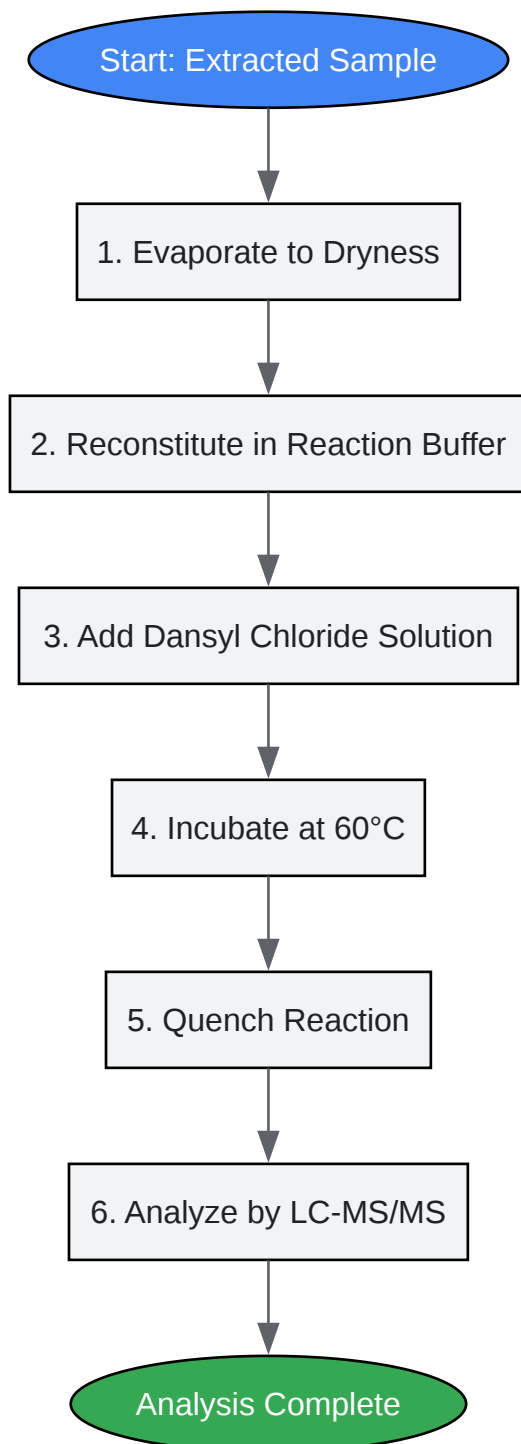 Start: Extracted Sample
1. Evaporate to Dryness
2. Reconstitute in Reaction Buffer
3. Add Dansyl Chloride Solution
4. Incubate at 60°C
5. Quench Reaction
6. Analyze by LC-MS/MS
Analysis Complete